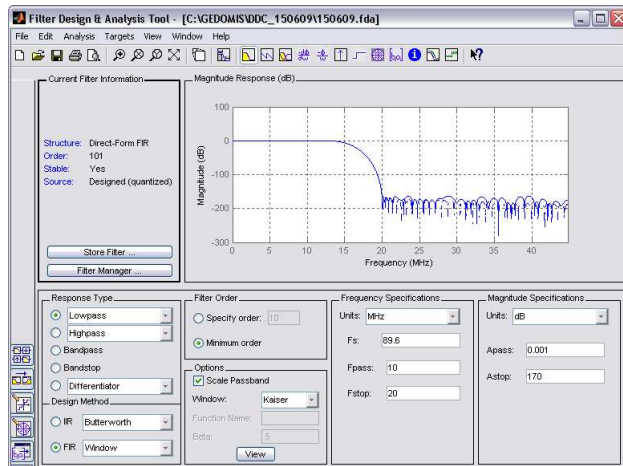 Filter Design & Analysis Tool - [C:\GEDOMIS\DDC_150609\150609.fda]
File Edit Analysis Targets View Window Help
Current Filter Information
Structure: Direct-Form FIR
Order: 101
Stable: Yes
Source: Designed (quantized)
Store Filter ...
Filter Manager ...
Magnitude Response (dB)
Magnitude (dB)
100
0
-100
-200
-300
0 5 10 15 20 25 30 35 40
Frequency (MHz)
Response Type
Lowpass
Highpass
Bandpass
Bandstop
Differentiator
Design Method
IIR Butterworth
FIR Window
Filter Order
Specify order: 10
Minimum order
Options
Scale Passband
Window: Kaiser
Function Name:
Beta: .5
View
Frequency Specifications
Units: MHz
Fs: 89.6
Fpass: 10
Fstop: 20
Magnitude Specifications
Units: dB
Apass: 0.001
Astop: 170